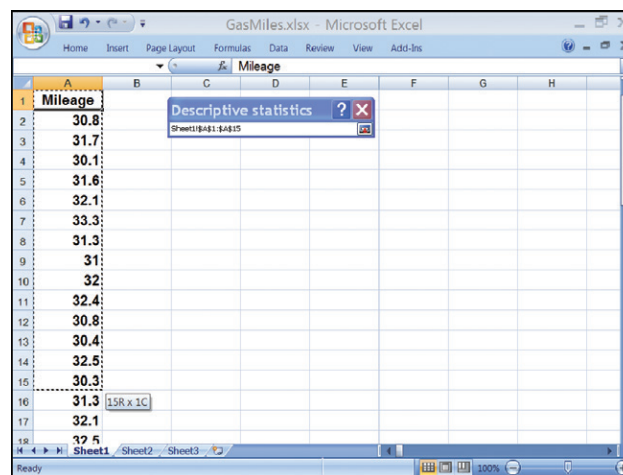 GasMiles.xlsx - Microsoft Excel
Home Insert Page Layout Formulas Data Review View Add-Ins
fx Mileage
A B C D E F G H
1 Mileage
2 30.8
3 31.7
4 30.1
5 31.6
6 32.1
7 33.3
8 31.3
9 31
10 32
11 32.4
12 30.8
13 30.4
14 32.5
15 30.3
16 31.3 15R x 1C
17 32.1
18 32.5
Descriptive statistics ?
Sheet1!$A$1:$A$15
Sheet1 Sheet2 Sheet3
Ready 100%